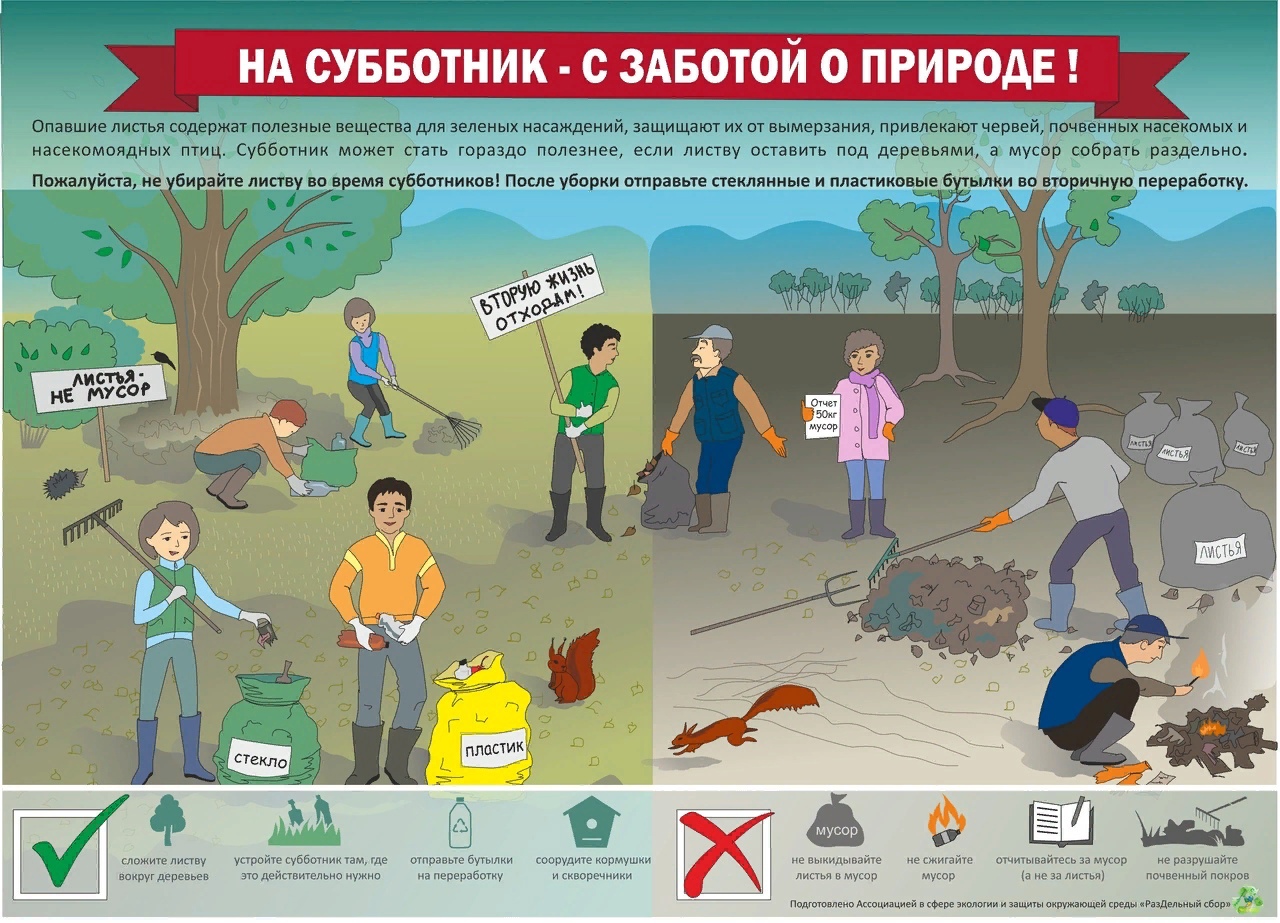 НА СУББОТНИК - С ЗАБОТОЙ О ПРИРОДЕ !
Опавшие листья содержат полезные вещества для зеленых насаждений, защищают их от вымерзания, привлекают червей, почвенных насекомых и
насекомоядных птиц. Субботник может стать гораздо полезнее, если листву оставить под деревьями, а мусор собрать раздельно.
Пожалуйста, не убирайте листву во время субботников! После уборки отправьте стеклянные и пластиковые бутылки во вторичную переработку.
ВТОРУЮ ЖИЗНЬ
ОТХОДАМ!
ЛИСТЬЯ-
НЕ МУСОР
Отчет
50кг
мусор
ЛИСТЬЯ
ЛИСТЬЯ
ЛИСТЬЯ
ЛИСТЬЯ
стекло
пластик
сложите листву
вокруг деревьев
устройте субботник там, где
это действительно нужно
отправьте бутылки
на переработку
соорудите кормушки
и скворечники
мусор
не выкидывайте
листья в мусор
не сжигайте
мусор
отчитывайтесь за мусор
(а не за листья)
не разрушайте
почвенный покров
Подготовлено Ассоциацией в сфере экологии и защиты окружающей среды «РазДельный сбор»